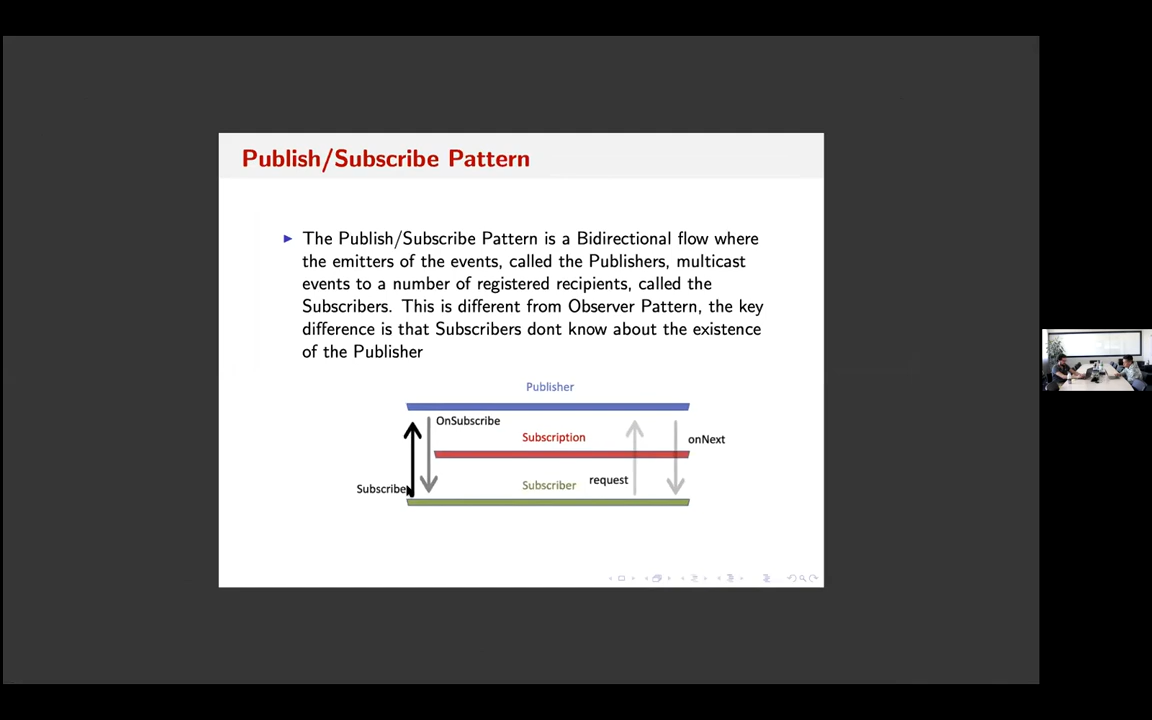 Publish/Subscribe Pattern
The Publish/Subscribe Pattern is a Bidirectional flow where
the emitters of the events, called the Publishers, multicast
events to a number of registered recipients, called the
Subscribers. This is different from Observer Pattern, the key
difference is that Subscribers dont know about the existence
of the Publisher
Publisher
OnSubscribe
Subscription
onNext
request
Subscriber
Subscribe